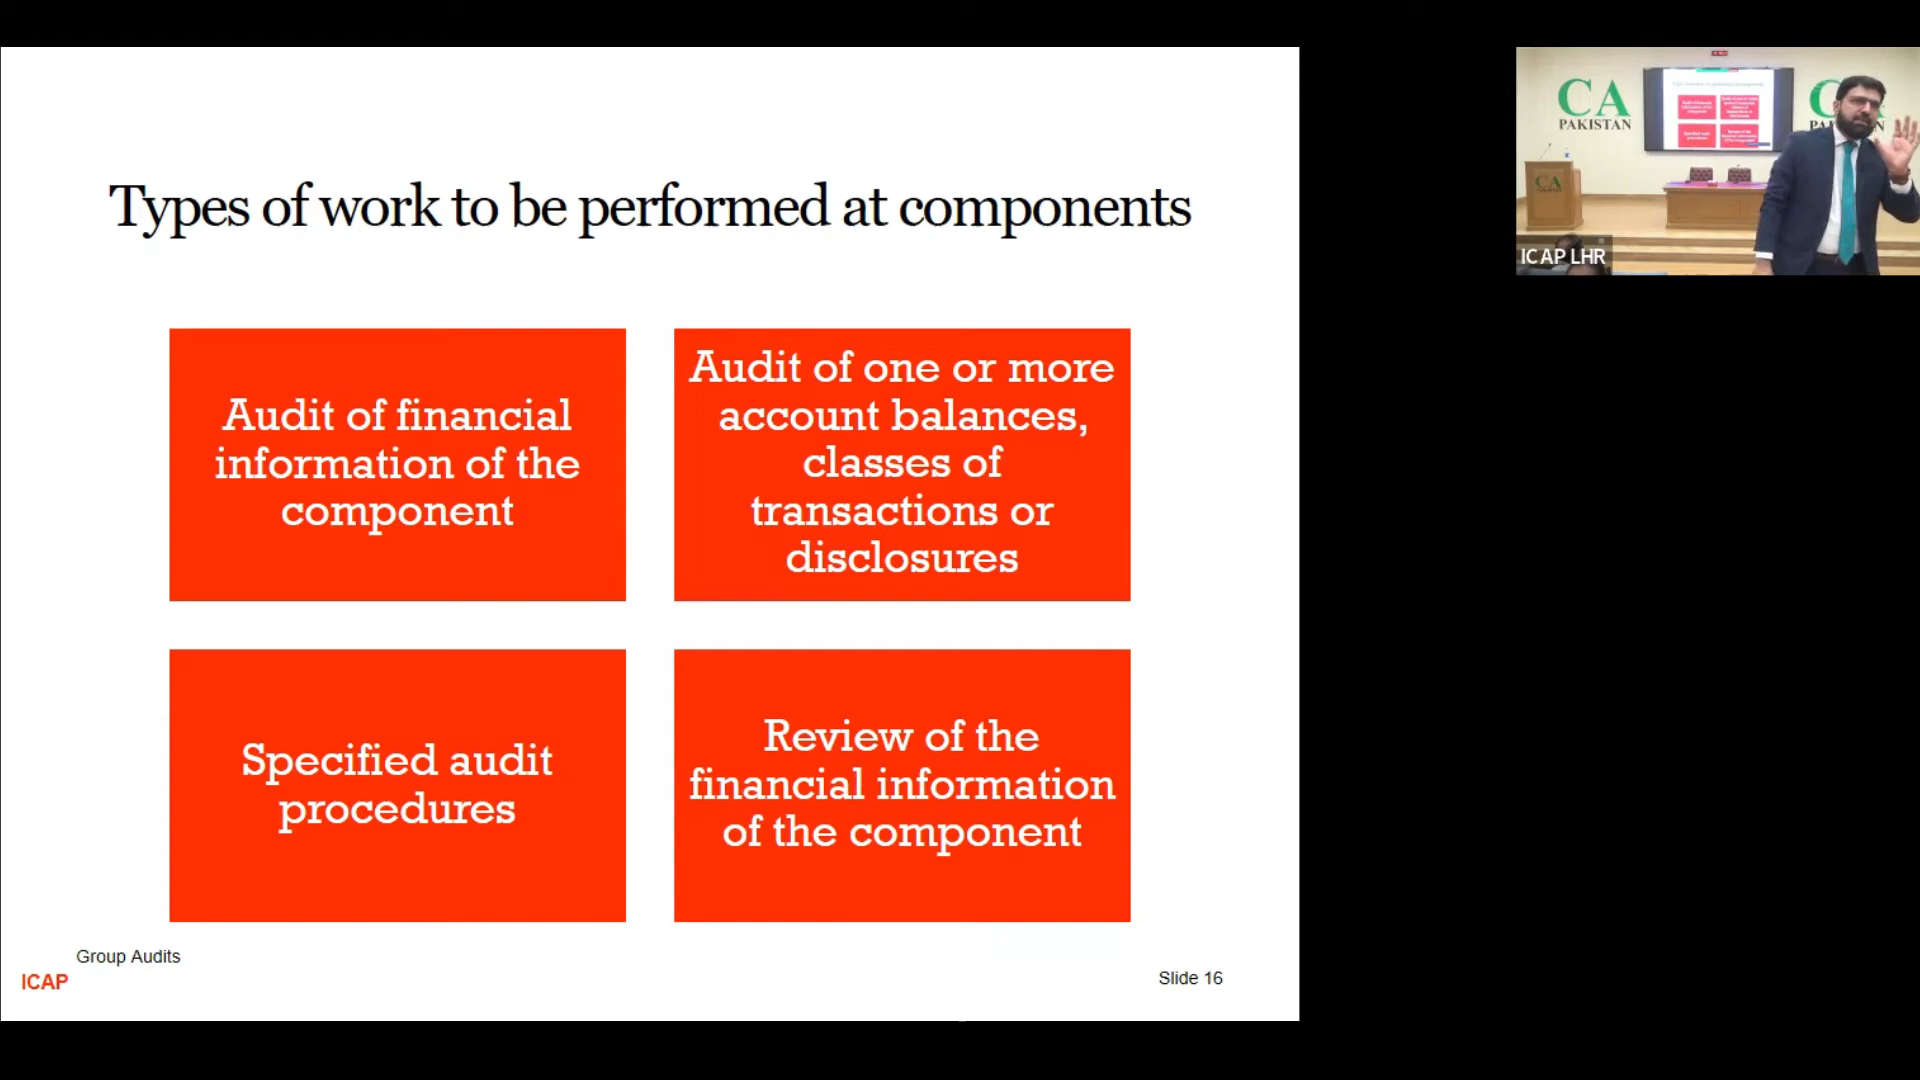 Types of work to be performed at components
Audit of financial
information of the
component
Audit of one or more
account balances,
classes of
transactions or
disclosures
Specified audit
procedures
Review of the
financial information
of the component
Group Audits
ICAP
Slide 16
CA
PAKISTAN
CA
ICAP LHR